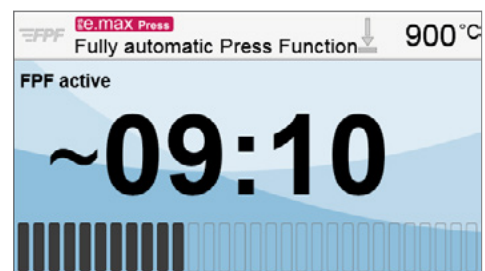 FPF
e.max Press
Fully automatic Press Function
900°C
FPF active
~09:10